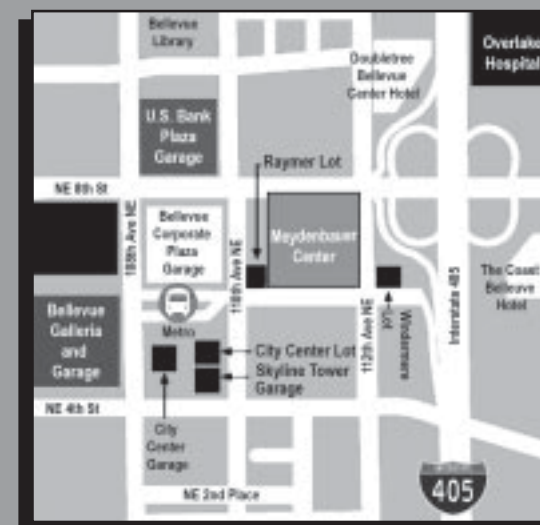 Bellevue
Library
Overlake
Hospital
Doubletree
Bellevue
Center Hotel
U.S. Bank
Plaza
Garage
Raymer Lot
NE 8th St
108th Ave NE
Bellevue
Corporate
Plaza
Garage
110th Ave NE
Meydenbauer
Center
112th Ave NE
Interstate 405
The Coast
Bellevue
Hotel
Bellevue
Galleria
and
Garage
Metro
Windermere
Lot
City Center Lot
Skyline Tower
Garage
NE 4th St
City
Center
Garage
NE 2nd Place
405